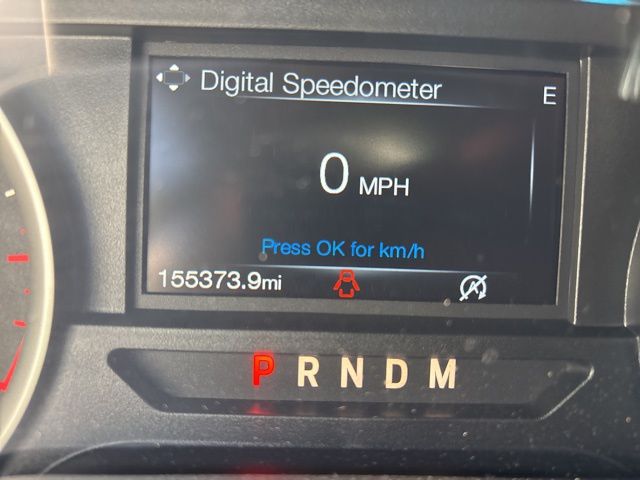 Digital Speedometer
E
0 MPH
Press OK for km/h
155373.9mi
P R N D M